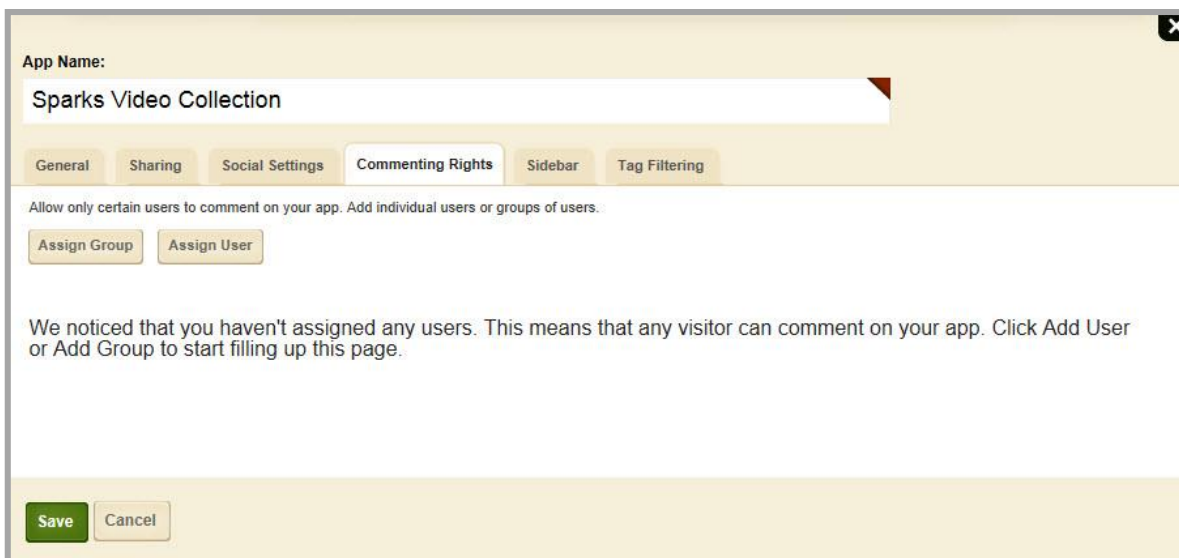 App Name:
Sparks Video Collection
General Sharing Social Settings Commenting Rights Sidebar Tag Filtering
Allow only certain users to comment on your app. Add individual users or groups of users.
Assign Group Assign User
We noticed that you haven't assigned any users. This means that any visitor can comment on your app. Click Add User
or Add Group to start filling up this page.
Save Cancel